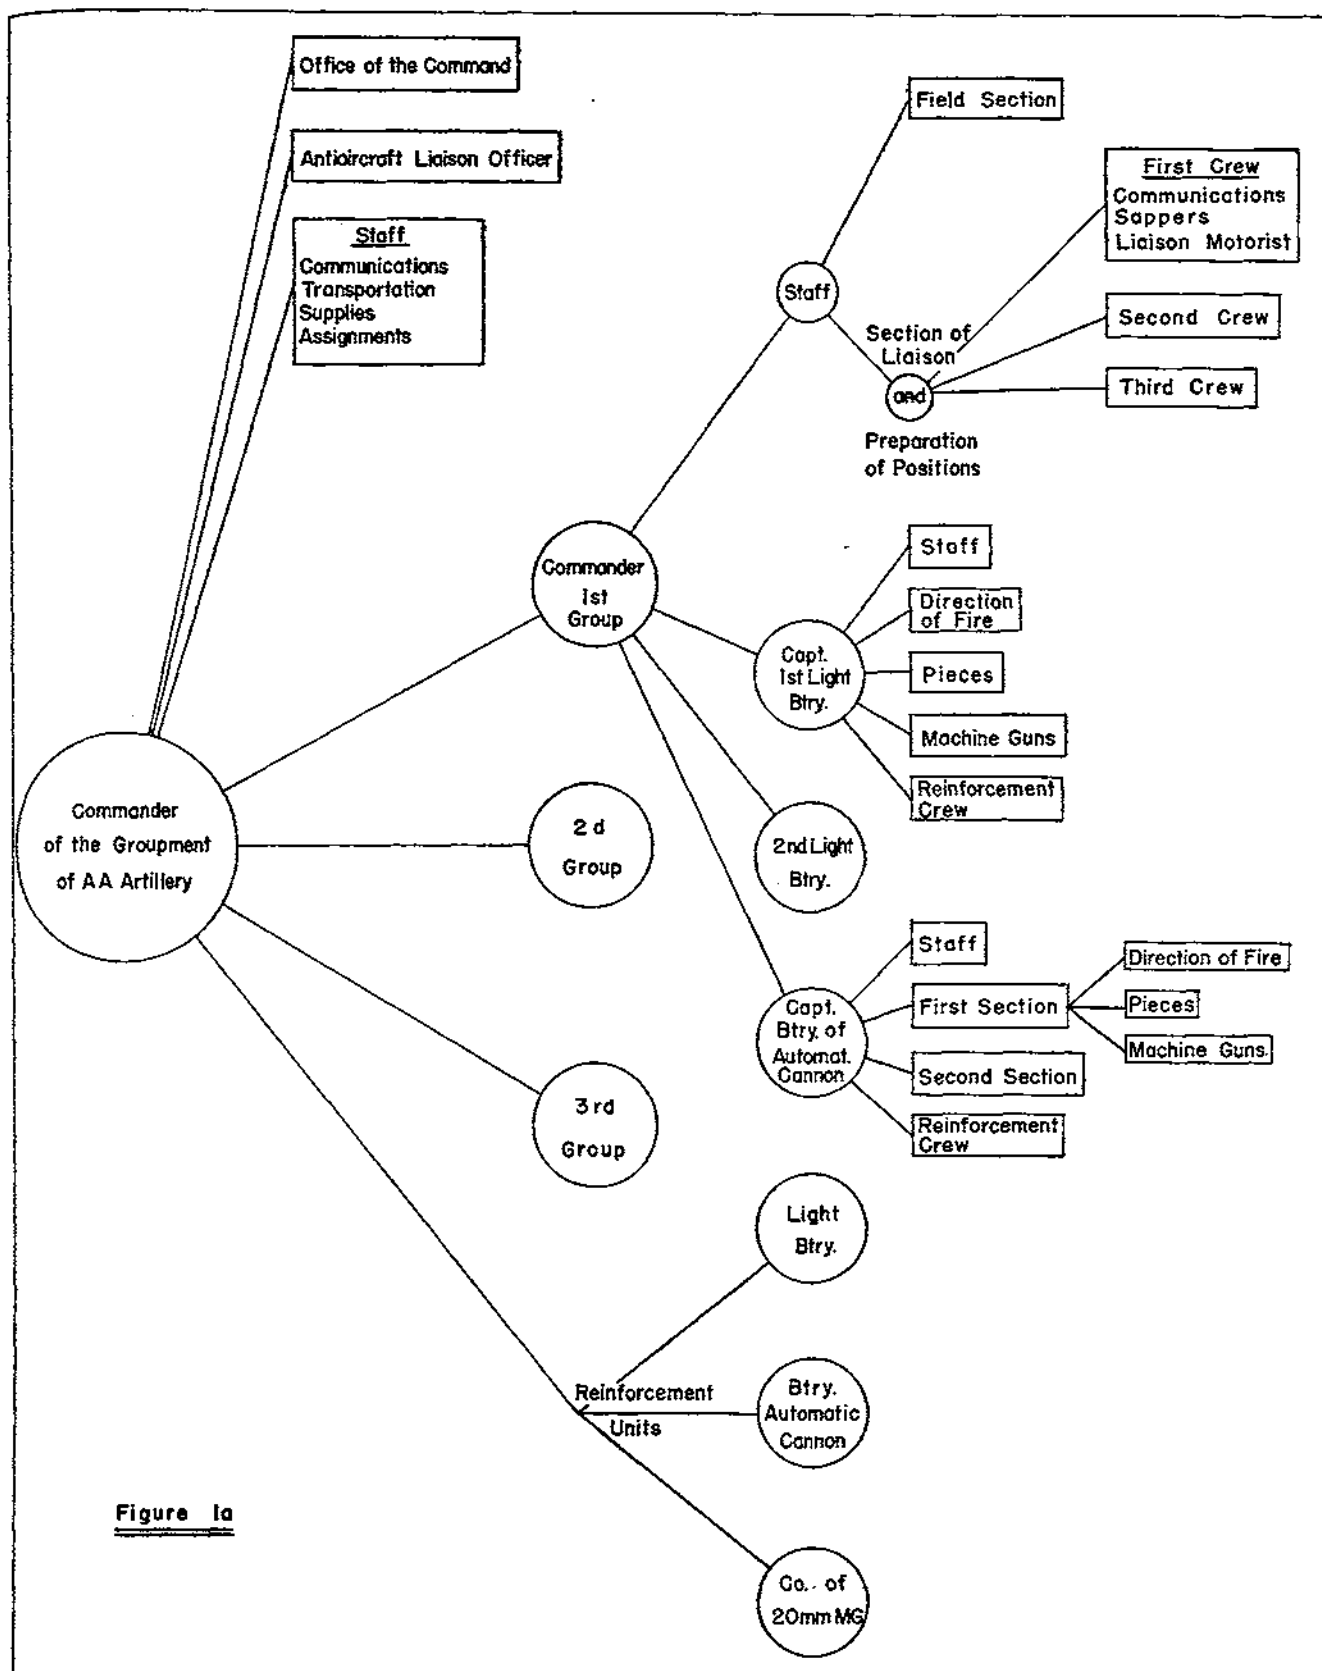 Office of the Command
Antiaircraft Liaison Officer
Staff
Communications
Transportation
Supplies
Assignments
Field Section
First Crew
Communications
Sappers
Liaison Motorist
Staff
Section of
Liaison
and
Preparation
of Positions
Second Crew
Third Crew
Commander
1st
Group
Staff
Direction
of Fire
Capt.
1st Light
Btry.
Pieces
Machine Guns
Reinforcement
Crew
Commander
of the Groupment
of AA Artillery
2 d
Group
2nd Light
Btry.
Staff
Capt.
Btry. of
Automat.
Cannon
First Section
Direction of Fire
Pieces
Machine Guns
Second Section
Reinforcement
Crew
3rd
Group
Light
Btry.
Reinforcement
Units
Btry.
Automatic
Cannon
Figure 1a
Co. of
20mm MG